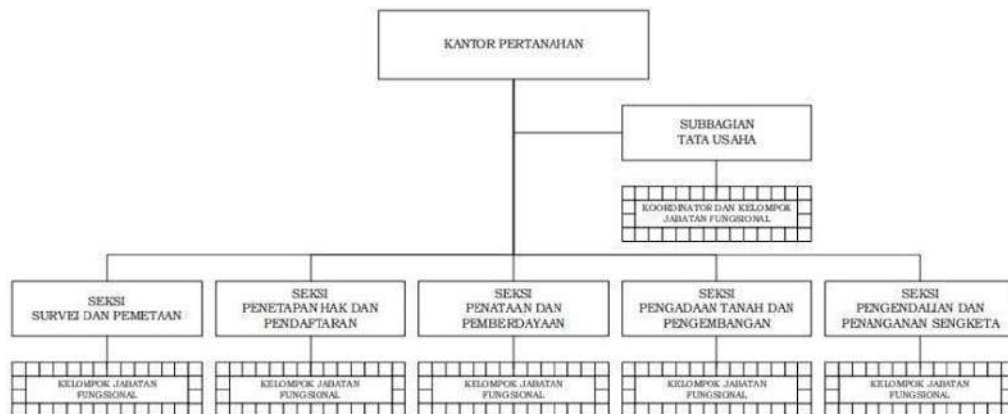 KANTOR PERTANAHAN
SUBBAGIAN
TATA USAHA
KOORDINATOR DAN KELOMPOK
JABATAN FUNGSIONAL
SEKSI
SURVEI DAN PEMETAAN
SEKSI
PENETAPAN HAK DAN
PENDAFTARAN
SEKSI
PENATAAN DAN
PEMBERDAYAAN
SEKSI
PENGADAAN TANAH DAN
PENGEMBANGAN
SEKSI
PENGENDALIAN DAN
PENANGANAN SENGKETA
KELOMPOK JABATAN
FUNGSIONAL
KELOMPOK JABATAN
FUNGSIONAL
KELOMPOK JABATAN
FUNGSIONAL
KELOMPOK JABATAN
FUNGSIONAL
KELOMPOK JABATAN
FUNGSIONAL